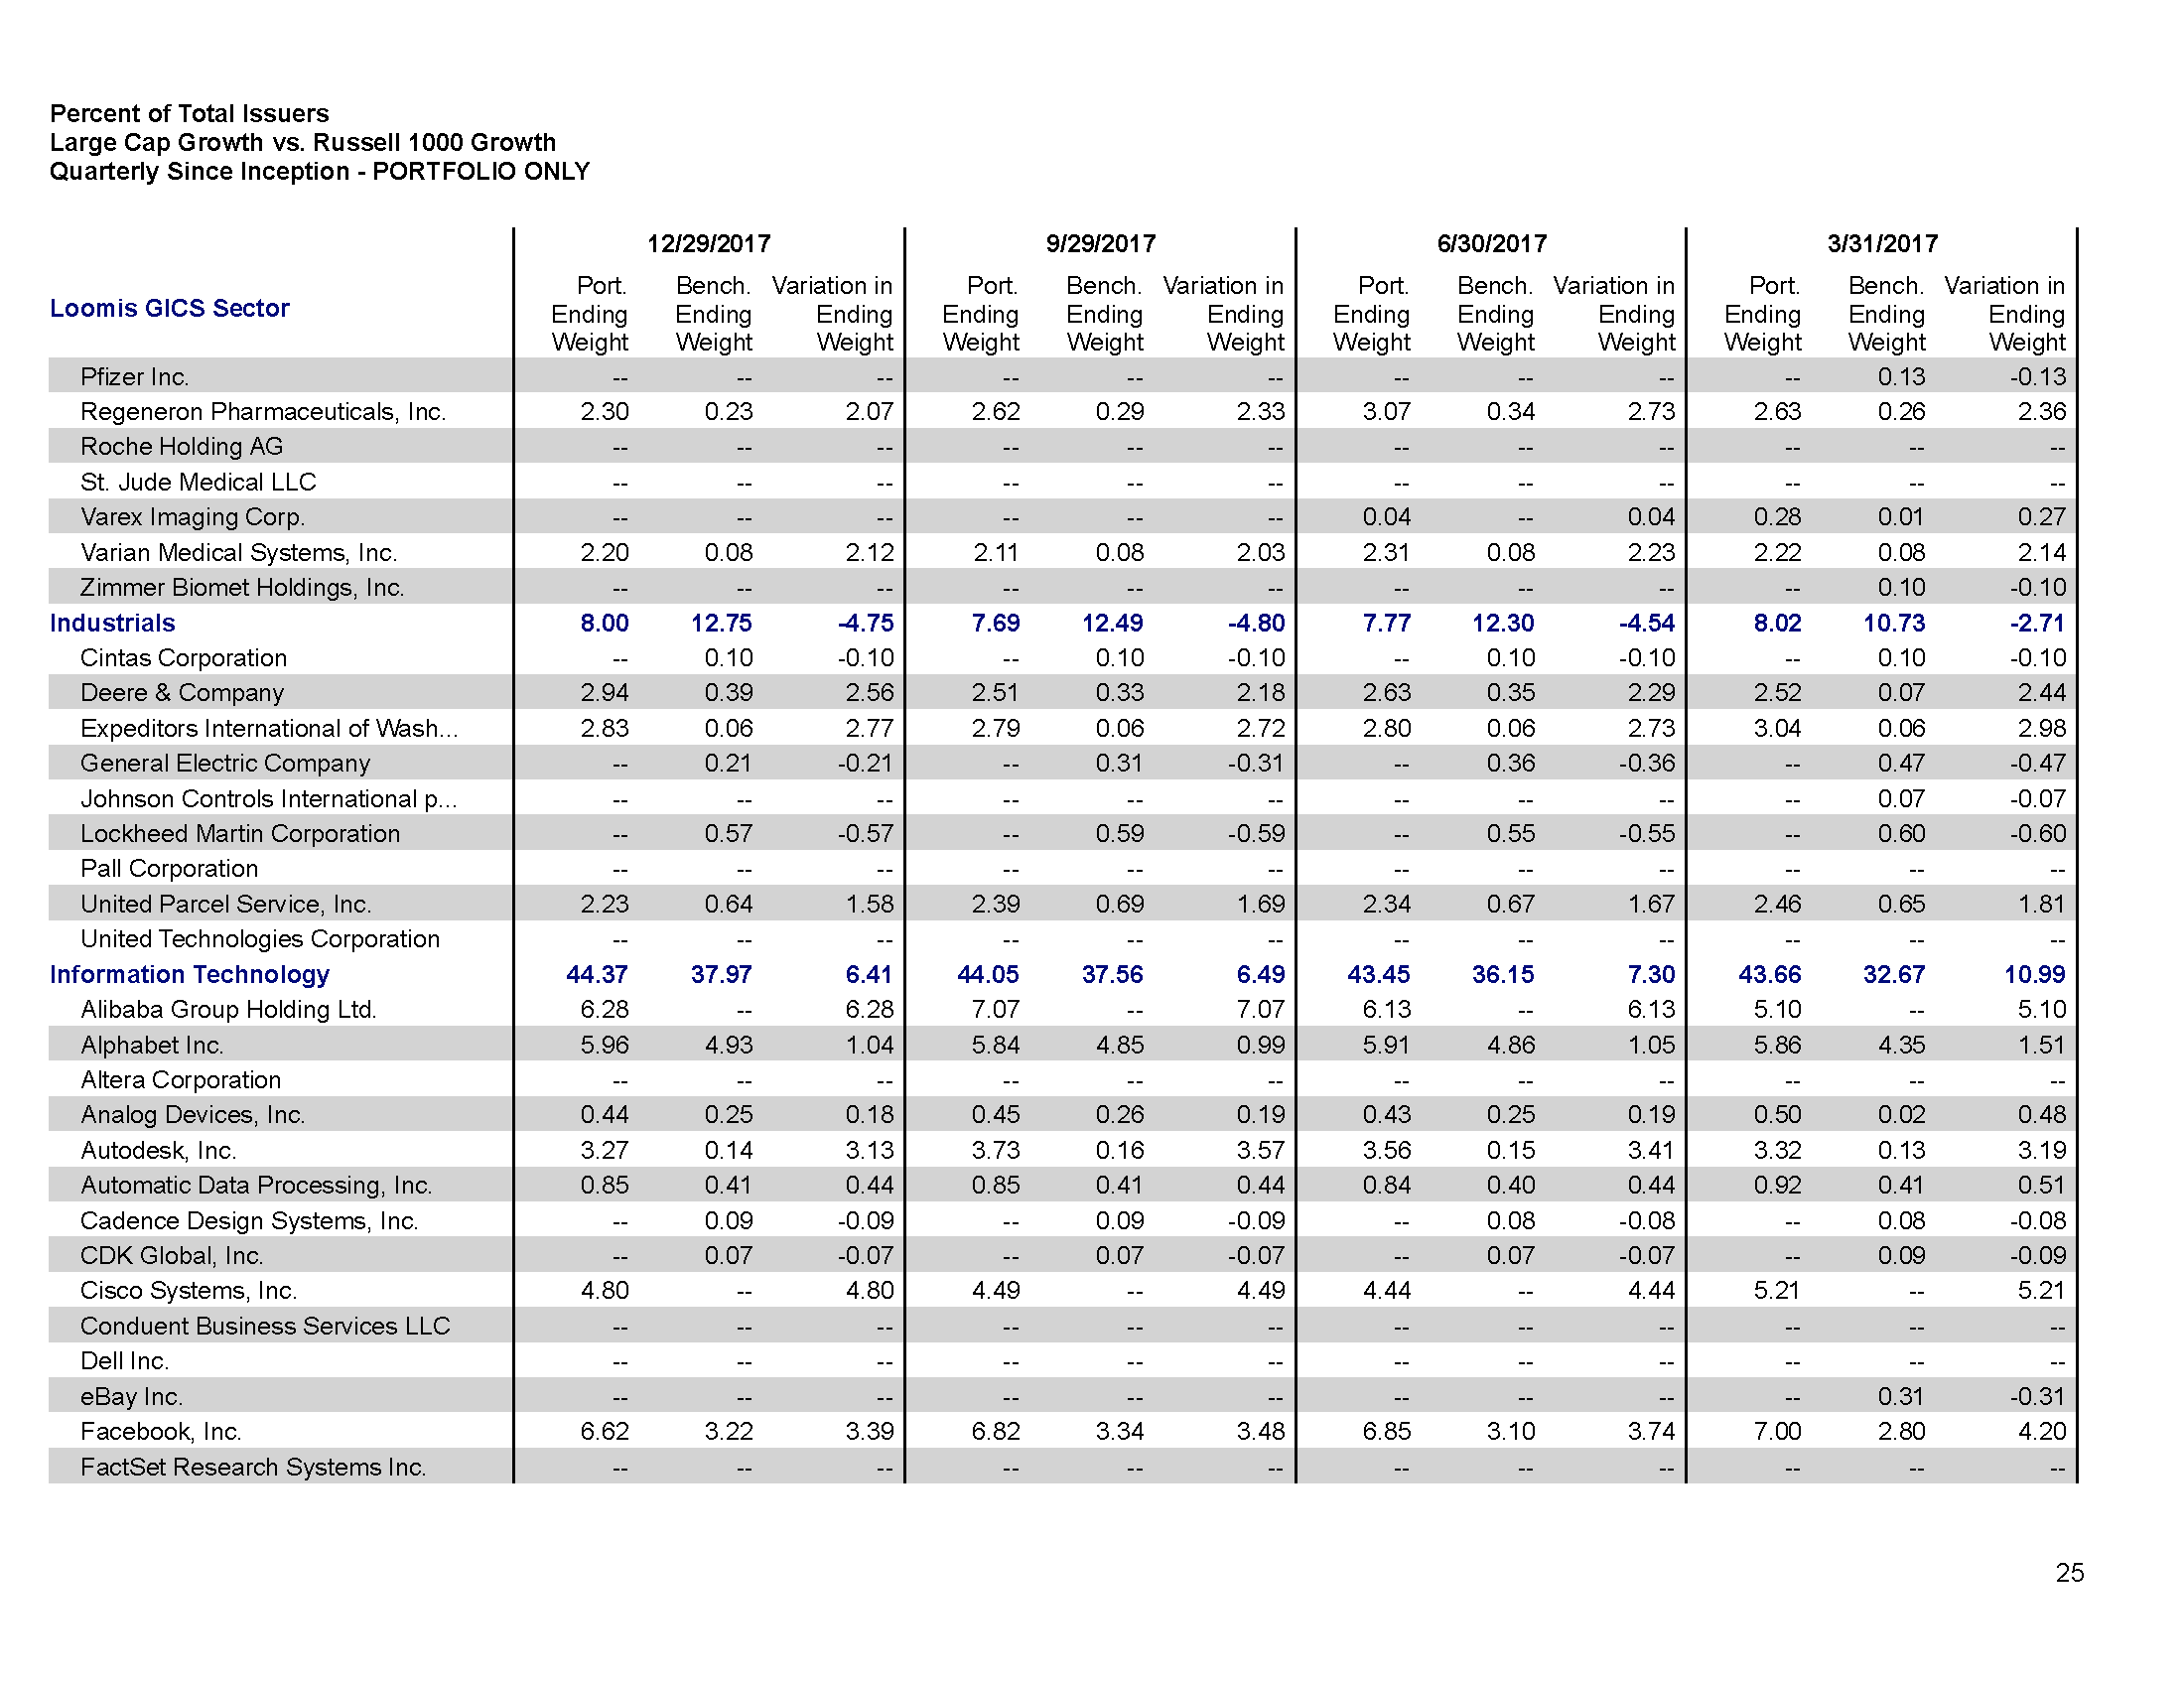 Percent of Total Issuers
Large Cap Growth vs. Russell 1000 Growth
Quarterly Since Inception - PORTFOLIO ONLY
12/29/2017 9/29/2017 6/30/2017 3/31/2017
Loomis GICS Sector
Port. Bench. Variation in Port. Bench. Variation in Port. Bench. Variation in Port. Bench. Variation in
Ending Ending Ending Ending Ending Ending Ending Ending Ending Ending Ending Ending
Weight Weight Weight Weight Weight Weight Weight Weight Weight Weight Weight Weight
Pfizer Inc. -- -- -- -- -- -- -- -- -- -- 0.13 -0.13
Regeneron Pharmaceuticals, Inc. 2.30 0.23 2.07 2.62 0.29 2.33 3.07 0.34 2.73 2.63 0.26 2.36
Roche Holding AG -- -- -- -- -- -- -- -- -- -- -- --
St. Jude Medical LLC -- -- -- -- -- -- -- -- -- -- -- --
Varex Imaging Corp. -- -- -- -- -- -- 0.04 -- 0.04 0.28 0.01 0.27
Varian Medical Systems, Inc. 2.20 0.08 2.12 2.11 0.08 2.03 2.31 0.08 2.23 2.22 0.08 2.14
Zimmer Biomet Holdings, Inc. -- -- -- -- -- -- -- -- -- -- 0.10 -0.10
Industrials 8.00 12.75 -4.75 7.69 12.49 -4.80 7.77 12.30 -4.54 8.02 10.73 -2.71
Cintas Corporation -- 0.10 -0.10 -- 0.10 -0.10 -- 0.10 -0.10 -- 0.10 -0.10
Deere & Company 2.94 0.39 2.56 2.51 0.33 2.18 2.63 0.35 2.29 2.52 0.07 2.44
Expeditors International of Wash... 2.83 0.06 2.77 2.79 0.06 2.72 2.80 0.06 2.73 3.04 0.06 2.98
General Electric Company -- 0.21 -0.21 -- 0.31 -0.31 -- 0.36 -0.36 -- 0.47 -0.47
Johnson Controls International p... -- -- -- -- -- -- -- -- -- -- 0.07 -0.07
Lockheed Martin Corporation -- 0.57 -0.57 -- 0.59 -0.59 -- 0.55 -0.55 -- 0.60 -0.60
Pall Corporation -- -- -- -- -- -- -- -- -- -- -- --
United Parcel Service, Inc. 2.23 0.64 1.58 2.39 0.69 1.69 2.34 0.67 1.67 2.46 0.65 1.81
United Technologies Corporation -- -- -- -- -- -- -- -- -- -- -- --
Information Technology 44.37 37.97 6.41 44.05 37.56 6.49 43.45 36.15 7.30 43.66 32.67 10.99
Alibaba Group Holding Ltd. 6.28 -- 6.28 7.07 -- 7.07 6.13 -- 6.13 5.10 -- 5.10
Alphabet Inc. 5.96 4.93 1.04 5.84 4.85 0.99 5.91 4.86 1.05 5.86 4.35 1.51
Altera Corporation -- -- -- -- -- -- -- -- -- -- -- --
Analog Devices, Inc. 0.44 0.25 0.18 0.45 0.26 0.19 0.43 0.25 0.19 0.50 0.02 0.48
Autodesk, Inc. 3.27 0.14 3.13 3.73 0.16 3.57 3.56 0.15 3.41 3.32 0.13 3.19
Automatic Data Processing, Inc. 0.85 0.41 0.44 0.85 0.41 0.44 0.84 0.40 0.44 0.92 0.41 0.51
Cadence Design Systems, Inc. -- 0.09 -0.09 -- 0.09 -0.09 -- 0.08 -0.08 -- 0.08 -0.08
CDK Global, Inc. -- 0.07 -0.07 -- 0.07 -0.07 -- 0.07 -0.07 -- 0.09 -0.09
Cisco Systems, Inc. 4.80 -- 4.80 4.49 -- 4.49 4.44 -- 4.44 5.21 -- 5.21
Conduent Business Services LLC -- -- -- -- -- -- -- -- -- -- -- --
Dell Inc. -- -- -- -- -- -- -- -- -- -- -- --
eBay Inc. -- -- -- -- -- -- -- -- -- -- 0.31 -0.31
Facebook, Inc. 6.62 3.22 3.39 6.82 3.34 3.48 6.85 3.10 3.74 7.00 2.80 4.20
FactSet Research Systems Inc. -- -- -- -- -- -- -- -- -- -- -- --
25